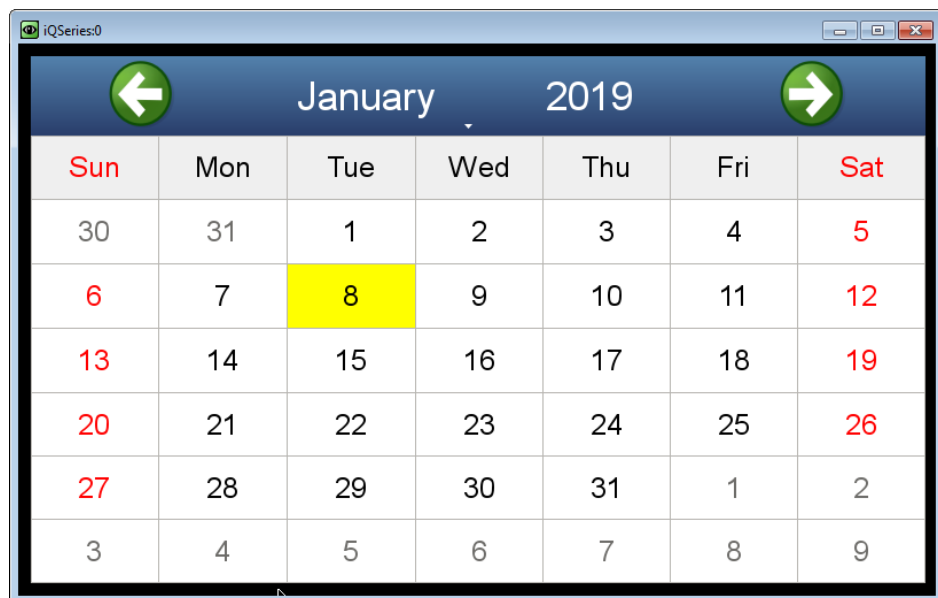 iQSeries:0
January 2019
Sun Mon Tue Wed Thu Fri Sat
30 31 1 2 3 4 5
6 7 8 9 10 11 12
13 14 15 16 17 18 19
20 21 22 23 24 25 26
27 28 29 30 31 1 2
3 4 5 6 7 8 9